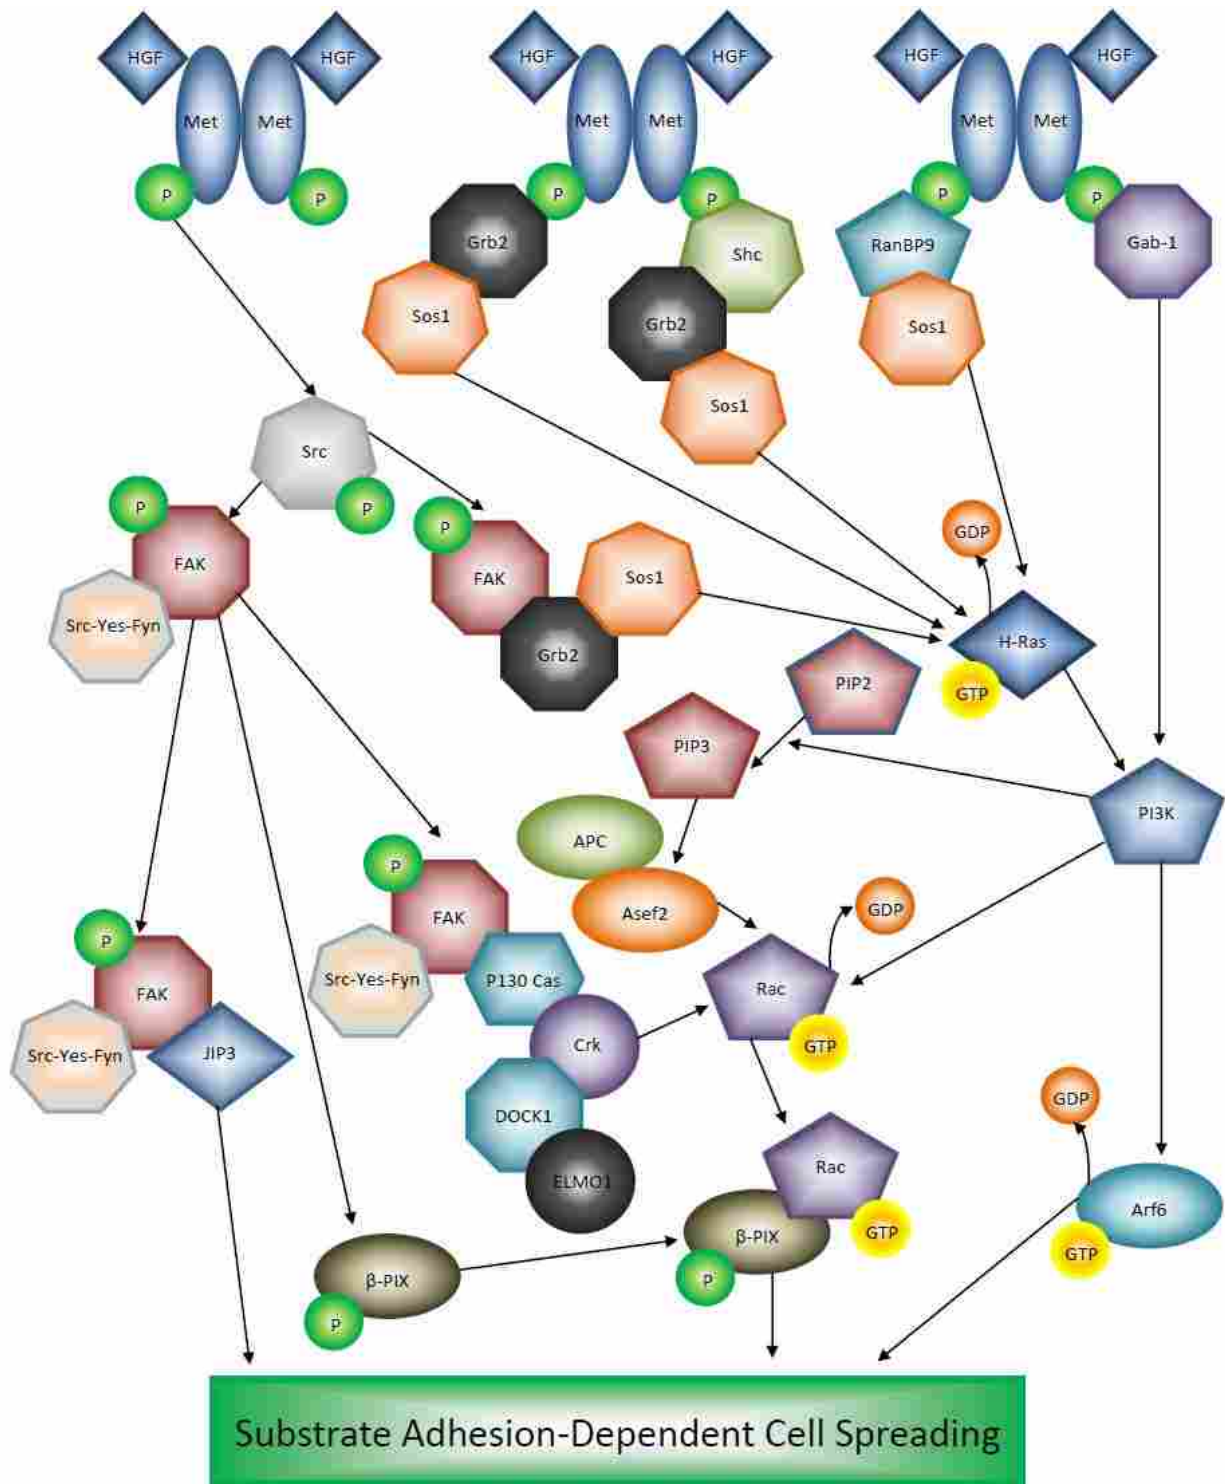 HGF
HGF
HGF
HGF
HGF
HGF
Met
Met
Met
Met
Met
Met
P
P
P
P
P
P
Grb2
Shc
RanBP9
Gab-1
Sos1
Grb2
Sos1
Sos1
Src
P
P
P
FAK
Src-Yes-Fyn
FAK
Sos1
Grb2
GDP
H-Ras
GTP
PIP2
PIP3
PI3K
APC
Asef2
P
FAK
Src-Yes-Fyn
P130 Cas
Crk
DOCK1
ELMO1
GDP
Rac
GTP
P
FAK
Src-Yes-Fyn
JIP3
GDP
Arf6
GTP
Rac
GTP
β-PIX
P
β-PIX
P
Substrate Adhesion-Dependent Cell Spreading